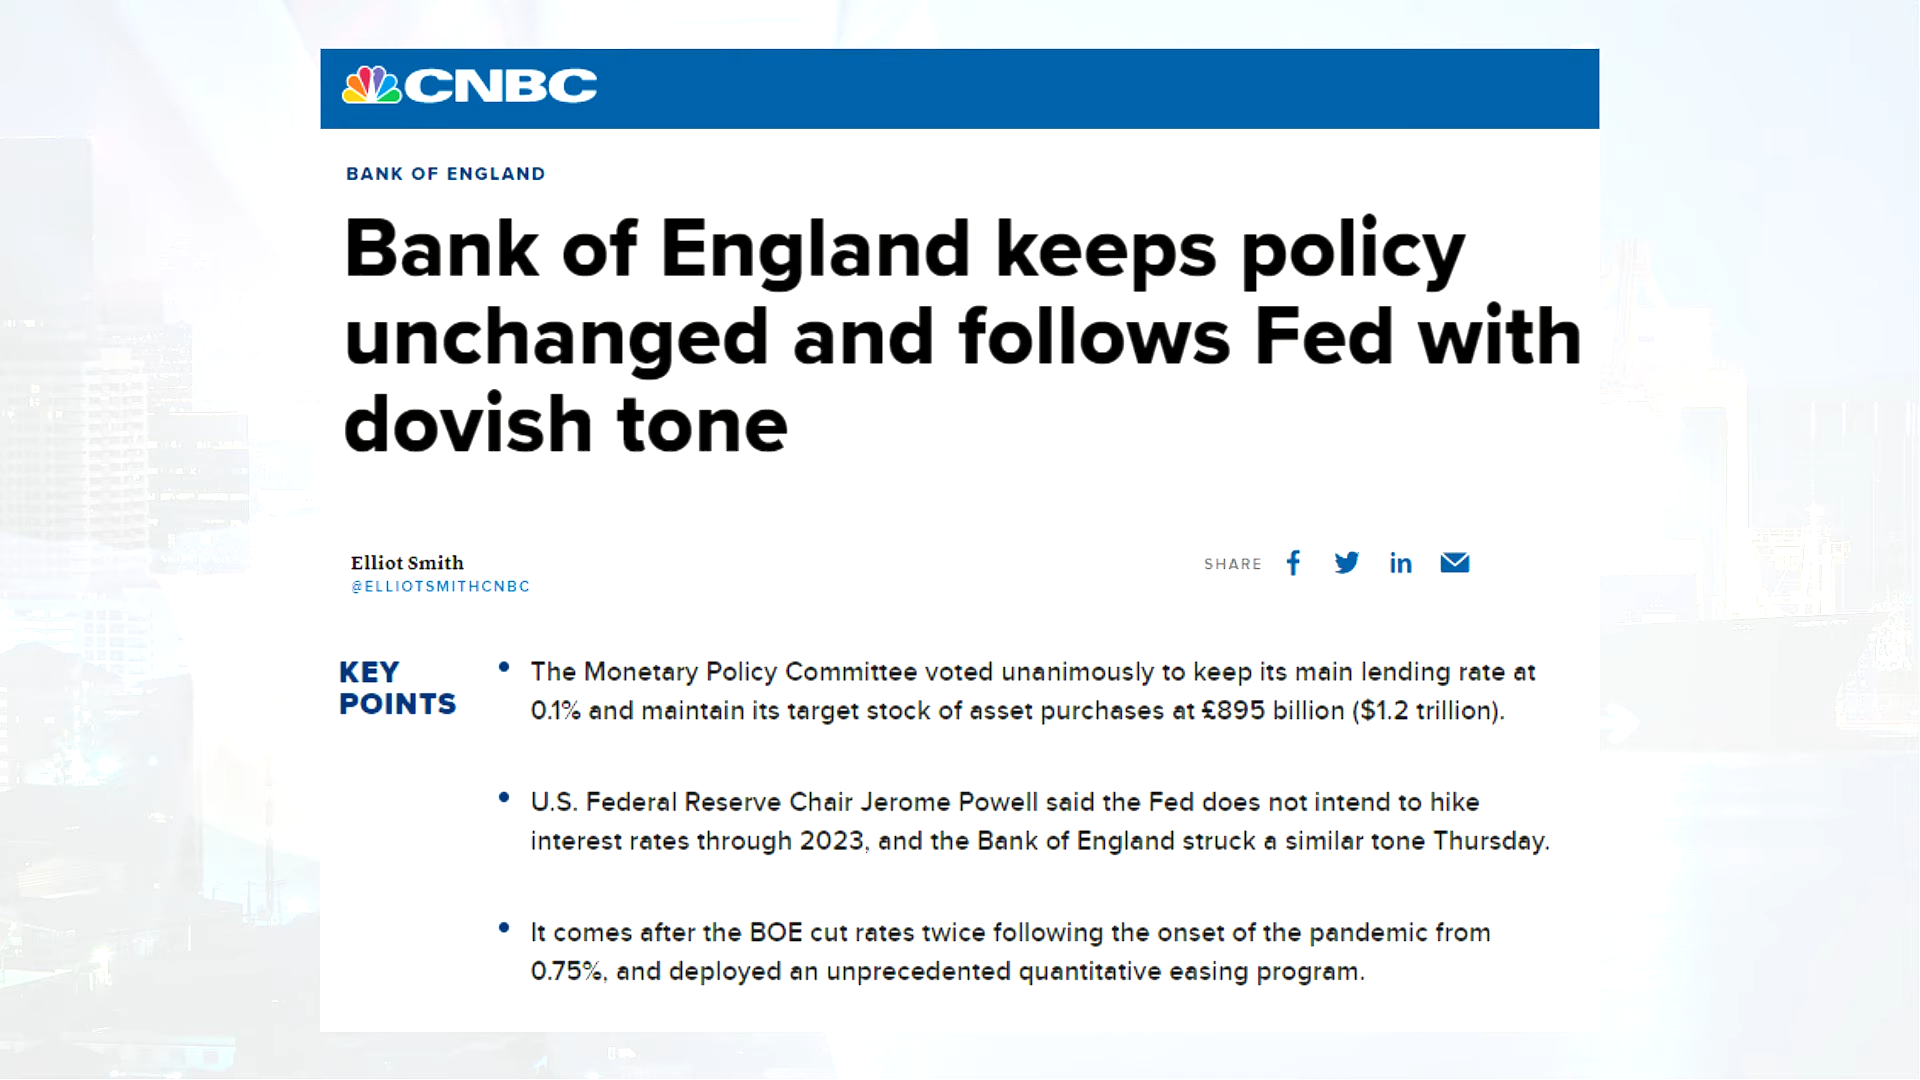 CNBC
BANK OF ENGLAND
Bank of England keeps policy
unchanged and follows Fed with
dovish tone
Elliot Smith
@ELLIOTSMITHCNBC
SHARE
KEY
POINTS
The Monetary Policy Committee voted unanimously to keep its main lending rate at
0.1% and maintain its target stock of asset purchases at £895 billion ($1.2 trillion).
U.S. Federal Reserve Chair Jerome Powell said the Fed does not intend to hike
interest rates through 2023, and the Bank of England struck a similar tone Thursday.
It comes after the BOE cut rates twice following the onset of the pandemic from
0.75%, and deployed an unprecedented quantitative easing program.